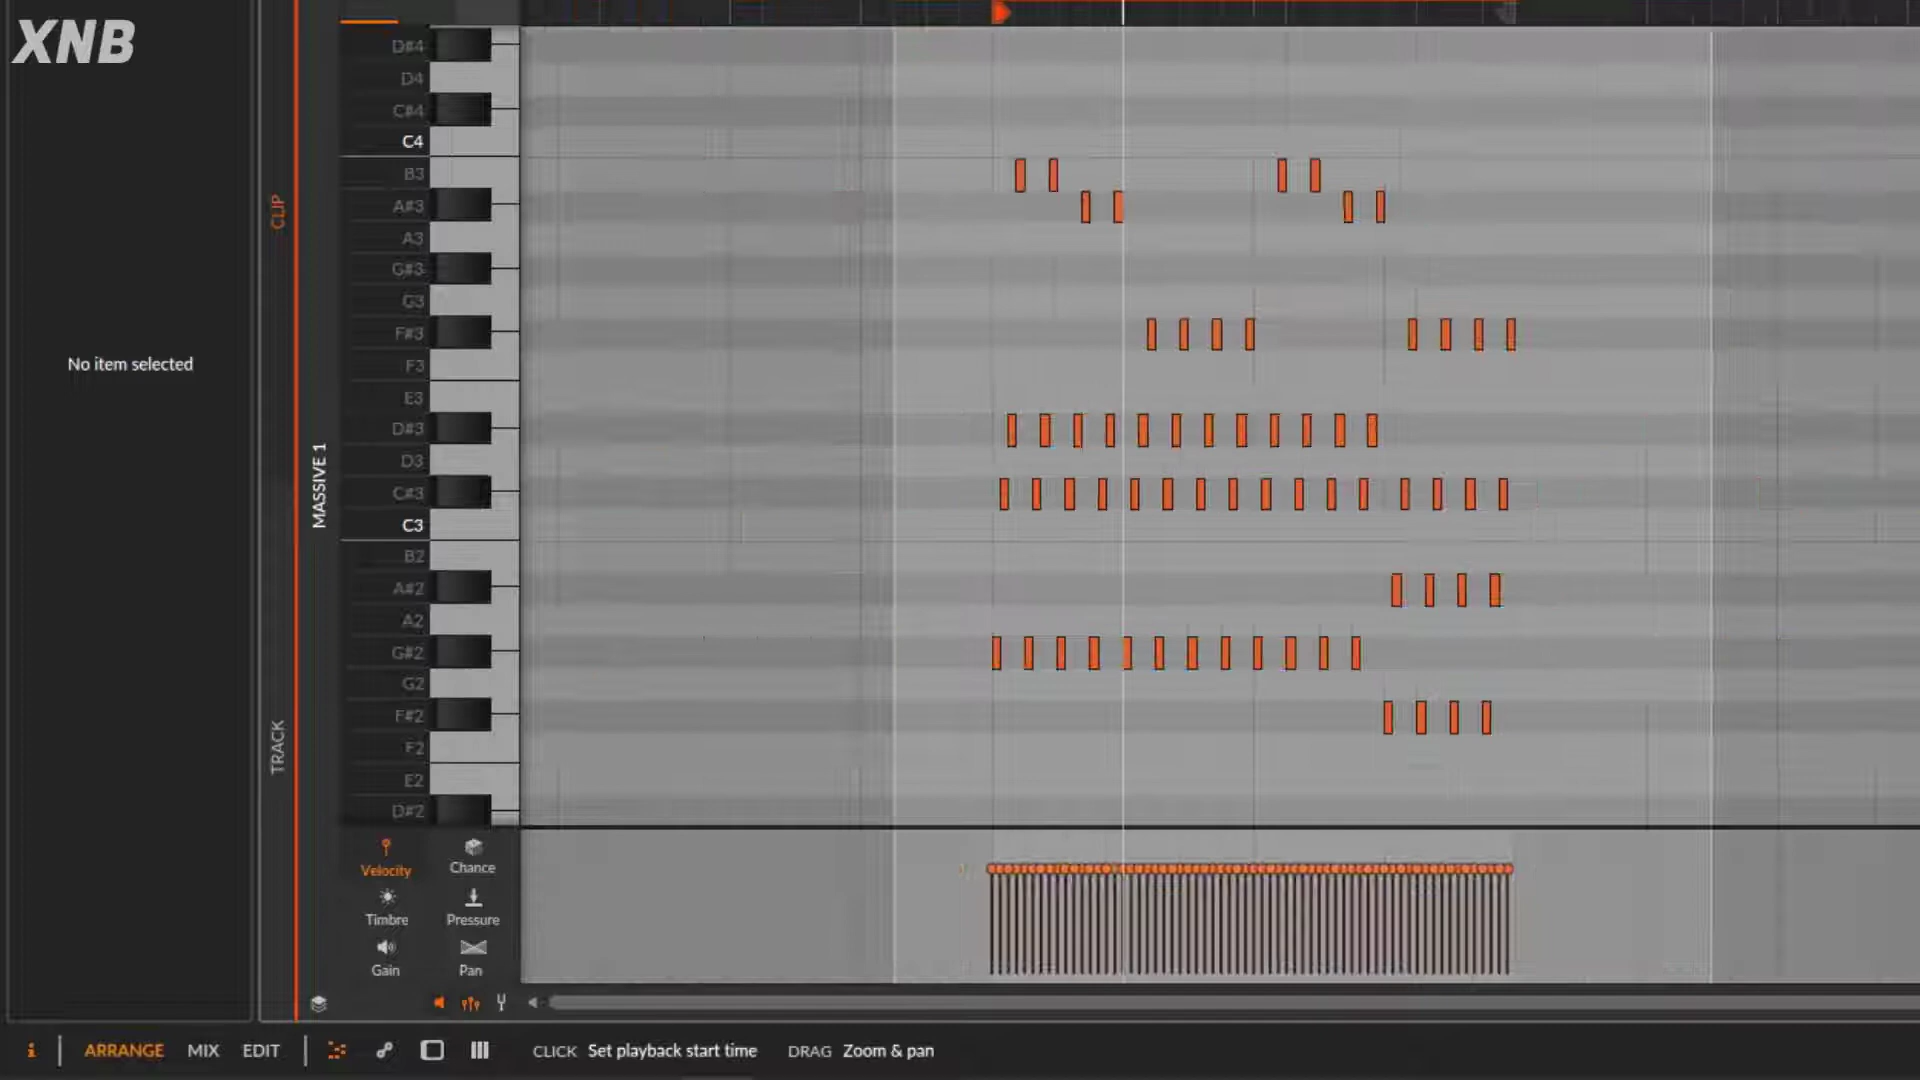 XNB
D#4
D4
C#4
C4
B3
A#3
A3
G#3
G3
F#3
F3
E3
D#3
D3
C#3
C3
B2
A#2
A2
G#2
G2
F#2
F2
E2
D#2
No item selected
CLIP
TRACK
MASSIVE 1
Velocity
Chance
Timbre
Pressure
Gain
Pan
i
ARRANGE MIX EDIT
CLICK Set playback start time DRAG Zoom & pan